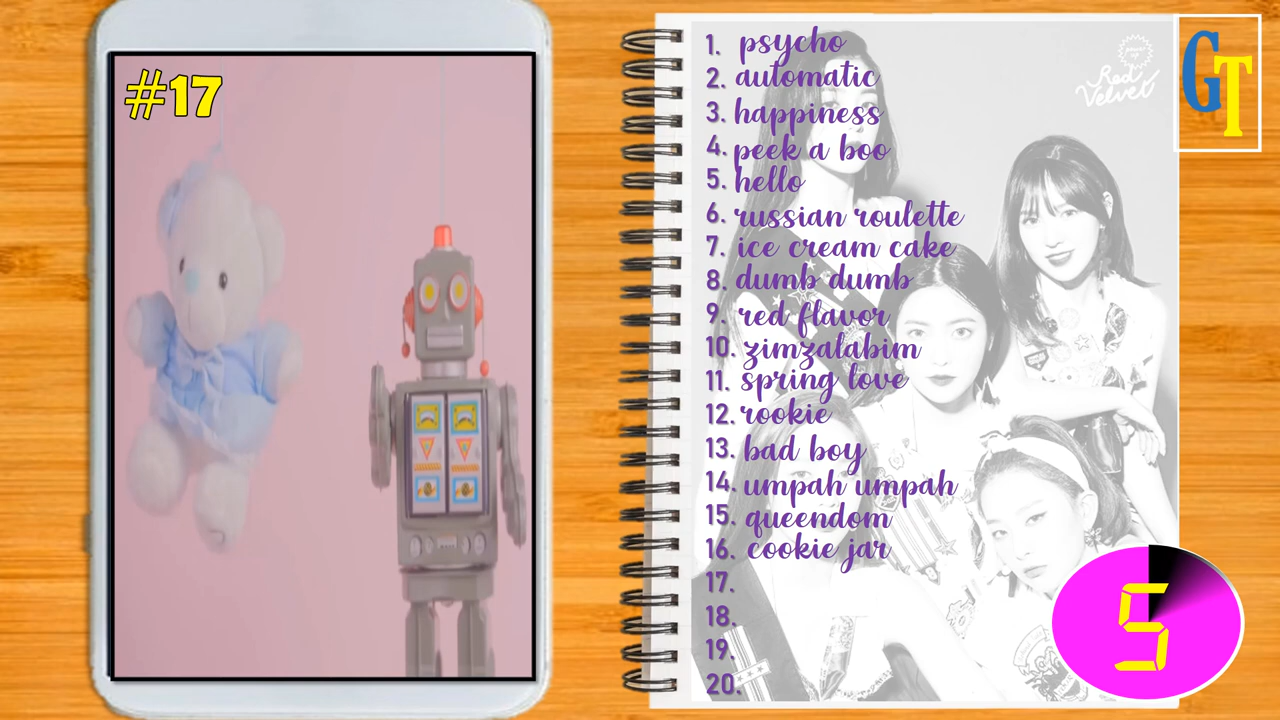 #17
1. psycho
2. automatic
3. happiness
4. peek a boo
5. hello
6. russian roulette
7. ice cream cake
8. dumb dumb
9. red flavor
10. zimzalabim
11. spring love
12. rookie
13. bad boy
14. umpah umpah
15. queendom
16. cookie jar
17.
18.
19.
20.
Red
Velvet
GT
5